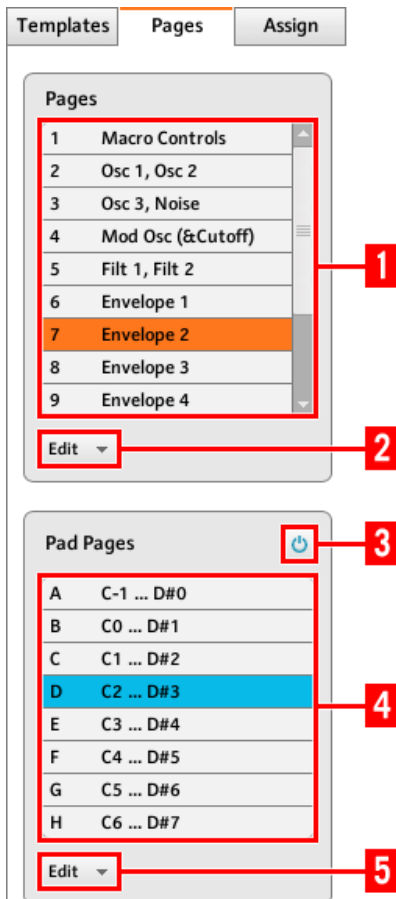 Templates Pages Assign
Pages
1 Macro Controls
2 Osc 1, Osc 2
3 Osc 3, Noise
4 Mod Osc (&Cutoff)
5 Filt 1, Filt 2
6 Envelope 1
7 Envelope 2
8 Envelope 3
9 Envelope 4
1
Edit
2
Pad Pages
3
A C-1 ... D#0
B C0 ... D#1
C C1 ... D#2
D C2 ... D#3
E C3 ... D#4
F C4 ... D#5
G C5 ... D#6
H C6 ... D#7
4
Edit
5